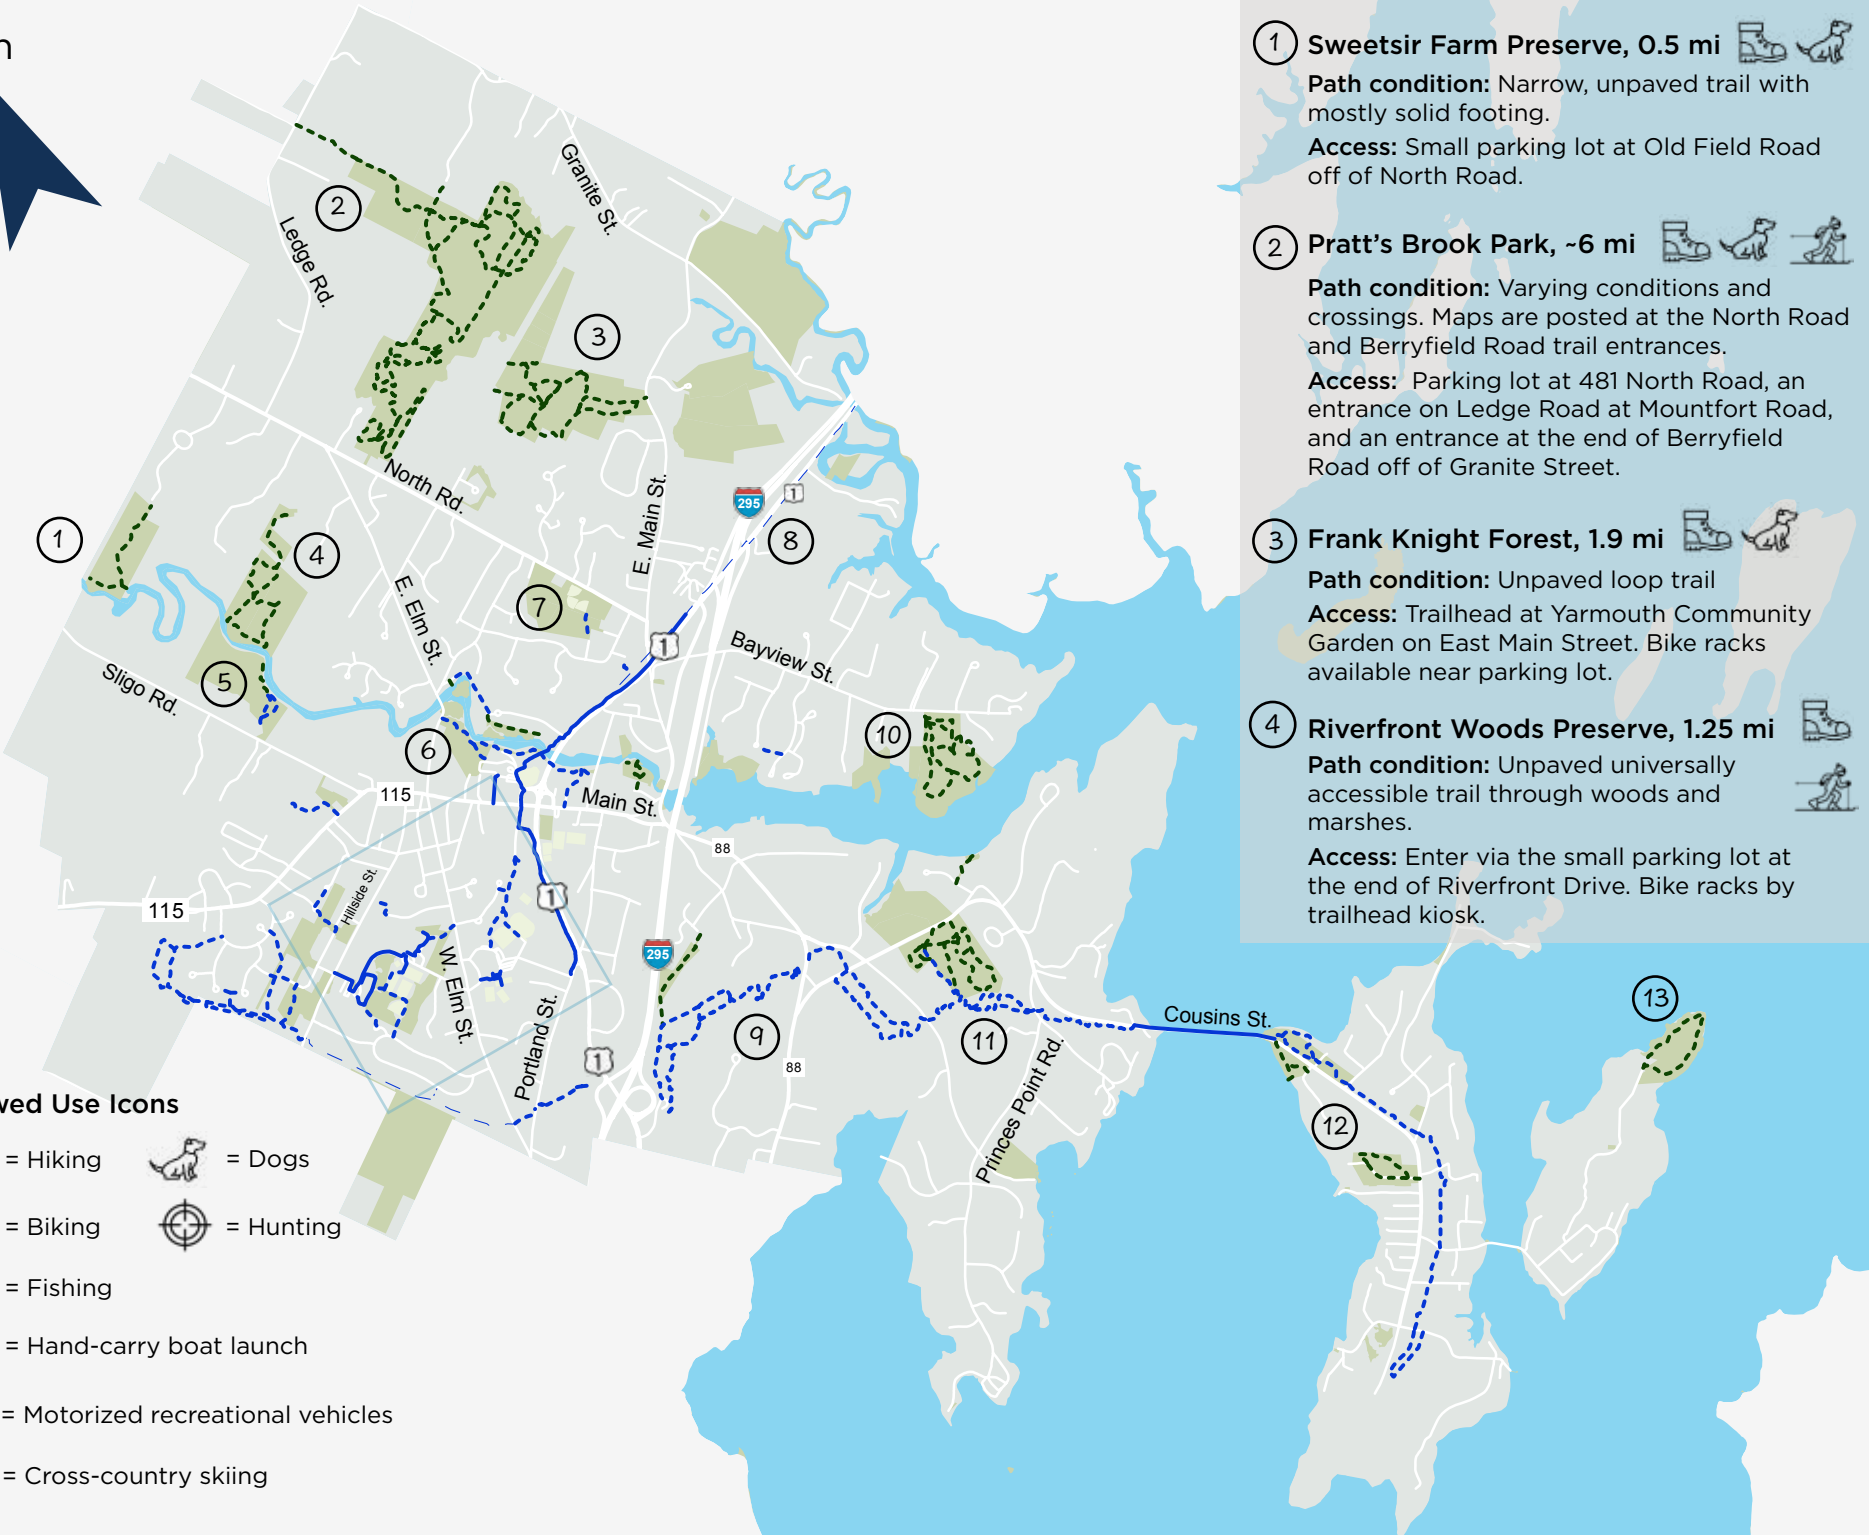 n
1 Sweetsir Farm Preserve, 0.5 mi
Path condition: Narrow, unpaved trail with
mostly solid footing.
Access: Small parking lot at Old Field Road
off of North Road.
2 Pratt's Brook Park, ~6 mi
Path condition: Varying conditions and
crossings. Maps are posted at the North Road
and Berryfield Road trail entrances.
Access: Parking lot at 481 North Road, an
entrance on Ledge Road at Mountfort Road,
and an entrance at the end of Berryfield
Road off of Granite Street.
3 Frank Knight Forest, 1.9 mi
Path condition: Unpaved loop trail
Access: Trailhead at Yarmouth Community
Garden on East Main Street. Bike racks
available near parking lot.
4 Riverfront Woods Preserve, 1.25 mi
Path condition: Unpaved universally
accessible trail through woods and
marshes.
Access: Enter via the small parking lot at
the end of Riverfront Drive. Bike racks by
trailhead kiosk.
Granite St.
2
Ledge Rd.
3
North Rd.
E. Main St.
295
1
8
1
4
E. Elm St.
7
1
Bayview St.
Sligo Rd.
5
6
10
115
Main St.
88
Hillside St.
1
115
295
W. Elm St.
Portland St.
9
11
Cousins St.
13
1
88
Princes Point Rd.
12
wed Use Icons
= Hiking
= Dogs
= Biking
= Hunting
= Fishing
= Hand-carry boat launch
= Motorized recreational vehicles
= Cross-country skiing